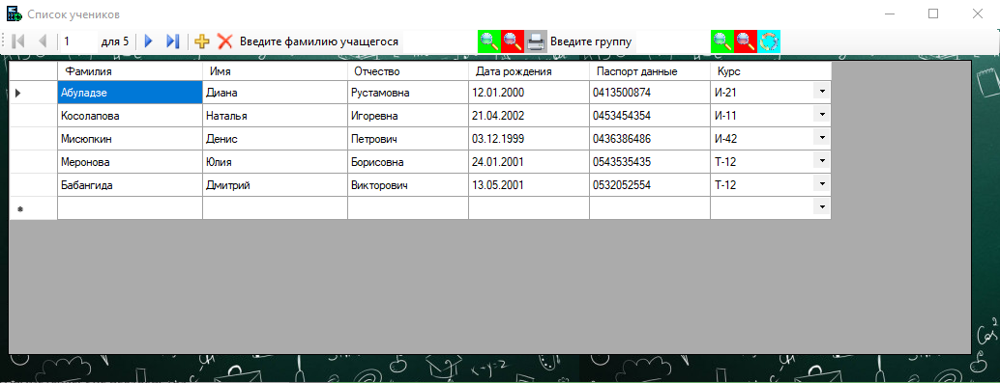 Список учеников
1 для 5 Введите фамилию учащегося Введите группу
Фамилия Имя Отчество Дата рождения Паспорт данные Курс
Абуладзе Диана Рустамовна 12.01.2000 0413500874 И-21
Косолапова Наталья Игоревна 21.04.2002 0453454354 И-11
Мисюпкин Денис Петрович 03.12.1999 0436386486 И-42
Меронова Юлия Борисовна 24.01.2001 0543535435 Т-12
Бабангида Дмитрий Викторович 13.05.2001 0532052554 Т-12